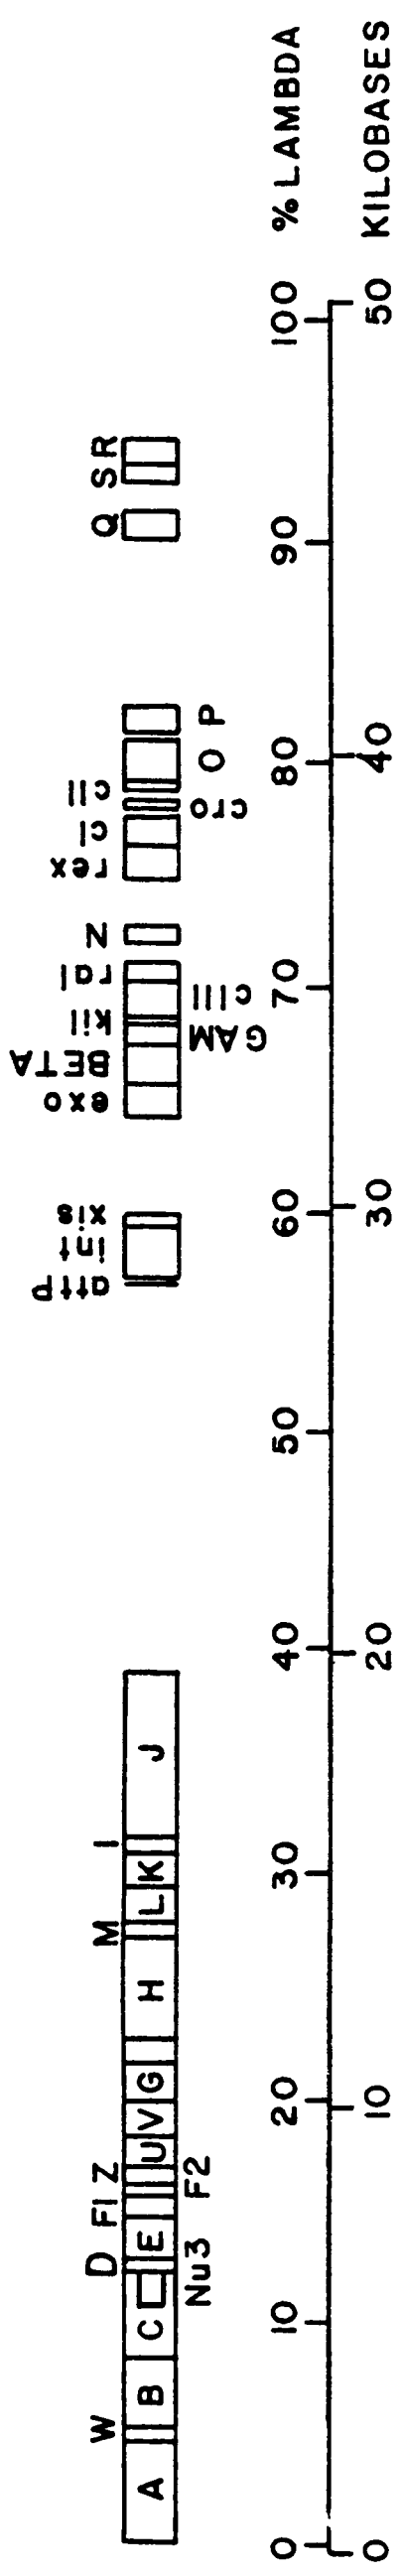 W D FI Z M I attP int xis exo BETA kil ral N rex cI cII Q S R
A B C E U V G H L K J
Nu3 F2 GAM cIII cro O P
0 10 20 30 40 50 60 70 80 90 100 % LAMBDA
0 10 20 30 40 50 KILOBASES